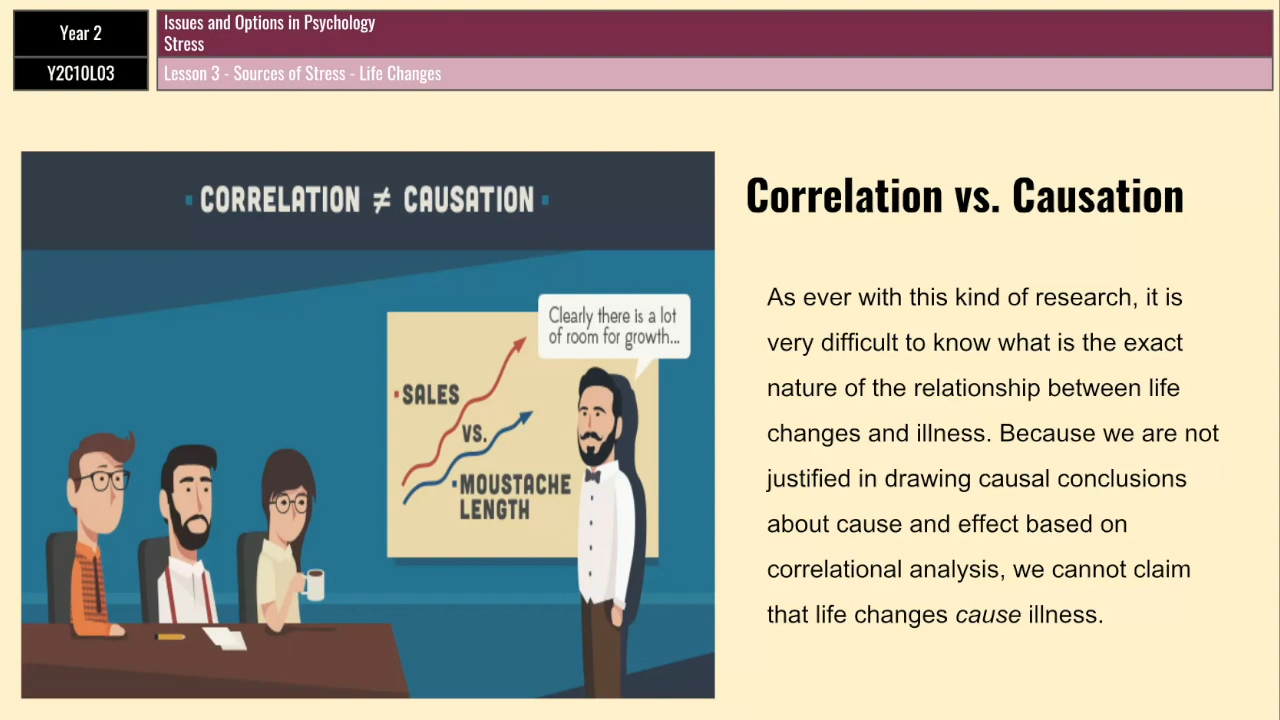 Year 2
Issues and Options in Psychology
Stress
Y2C10L03
Lesson 3 - Sources of Stress - Life Changes
CORRELATION ≠ CAUSATION
Clearly there is a lot
of room for growth...
SALES
VS.
MOUSTACHE
LENGTH
Correlation vs. Causation
As ever with this kind of research, it is
very difficult to know what is the exact
nature of the relationship between life
changes and illness. Because we are not
justified in drawing causal conclusions
about cause and effect based on
correlational analysis, we cannot claim
that life changes cause illness.